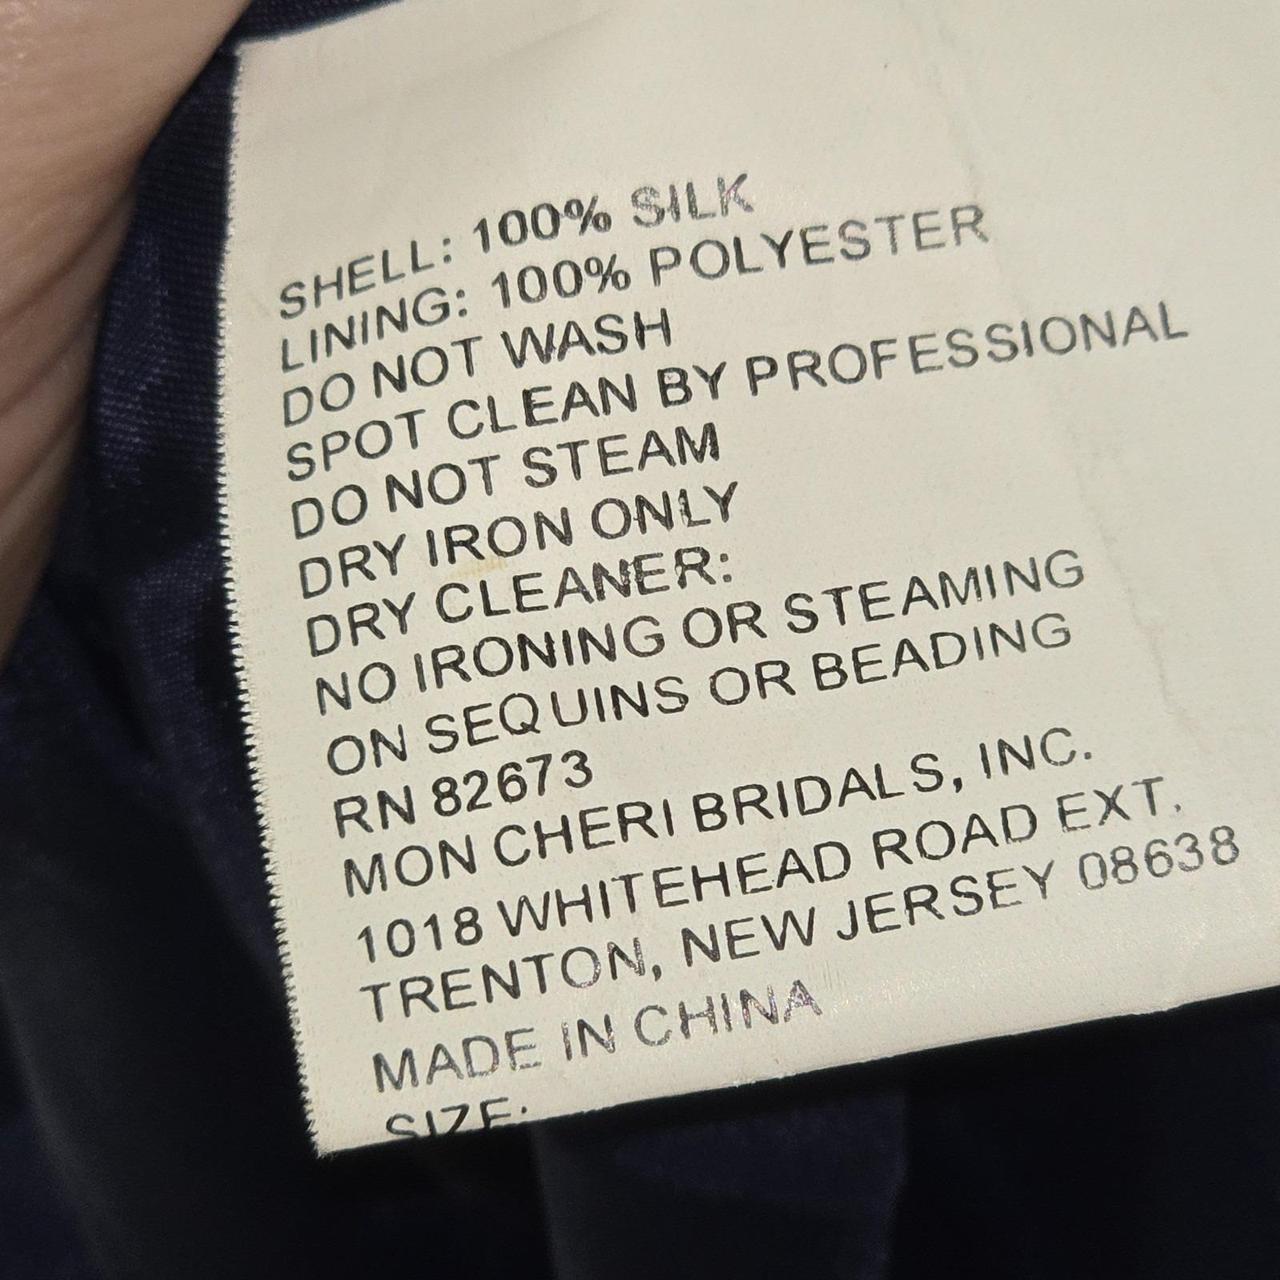 SHELL: 100% SILK
LINING: 100% POLYESTER
DO NOT WASH
SPOT CLEAN BY PROFESSIONAL
DO NOT STEAM
DRY IRON ONLY
DRY CLEANER:
NO IRONING OR STEAMING
ON SEQUINS OR BEADING
RN 82673
MON CHERI BRIDALS, INC.
1018 WHITEHEAD ROAD EXT.
TRENTON, NEW JERSEY 08638
MADE IN CHINA
SIZE: